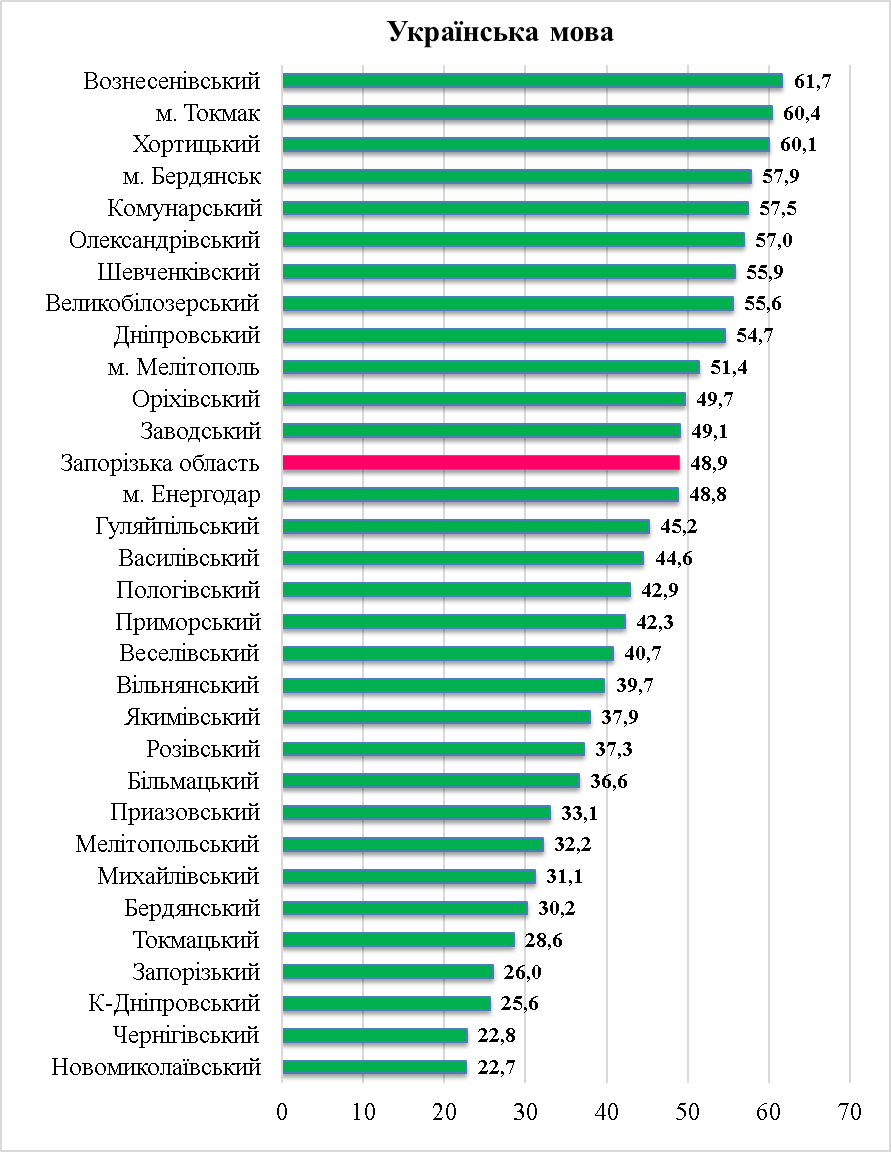 Українська мова
Вознесенівський 61,7
м. Токмак 60,4
Хортицький 60,1
м. Бердянськ 57,9
Комунарський 57,5
Олександрівський 57,0
Шевченківский 55,9
Великобілозерський 55,6
Дніпровський 54,7
м. Мелітополь 51,4
Оріхівський 49,7
Заводський 49,1
Запорізька область 48,9
м. Енергодар 48,8
Гуляйпільський 45,2
Василівський 44,6
Пологівський 42,9
Приморський 42,3
Веселівський 40,7
Вільнянський 39,7
Якимівський 37,9
Розівський 37,3
Більмацький 36,6
Приазовський 33,1
Мелітопольський 32,2
Михайлівський 31,1
Бердянський 30,2
Токмацький 28,6
Запорізький 26,0
К-Дніпровський 25,6
Чернігівський 22,8
Новомиколаївський 22,7
0 10 20 30 40 50 60 70